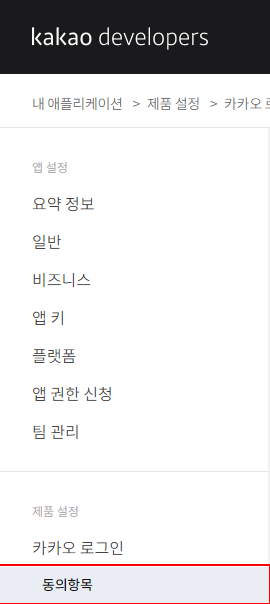 kakao developers
내 애플리케이션 > 제품 설정 > 카카오
앱 설정
요약 정보
일반
비즈니스
앱 키
플랫폼
앱 권한 신청
팀 관리
제품 설정
카카오 로그인
동의항목